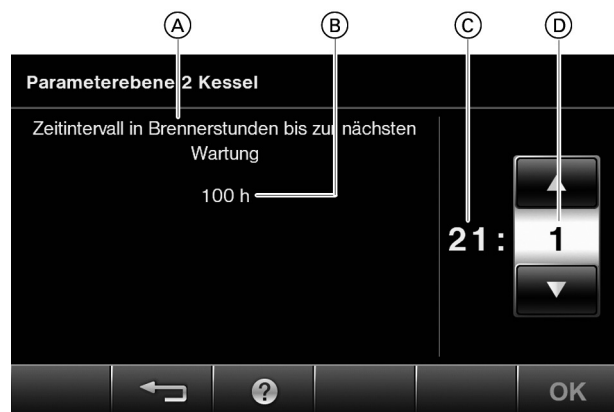 A B C D
Parameterebene 2 Kessel
Zeitintervall in Brennerstunden bis zur nächsten
Wartung
100 h
21: 1
? OK